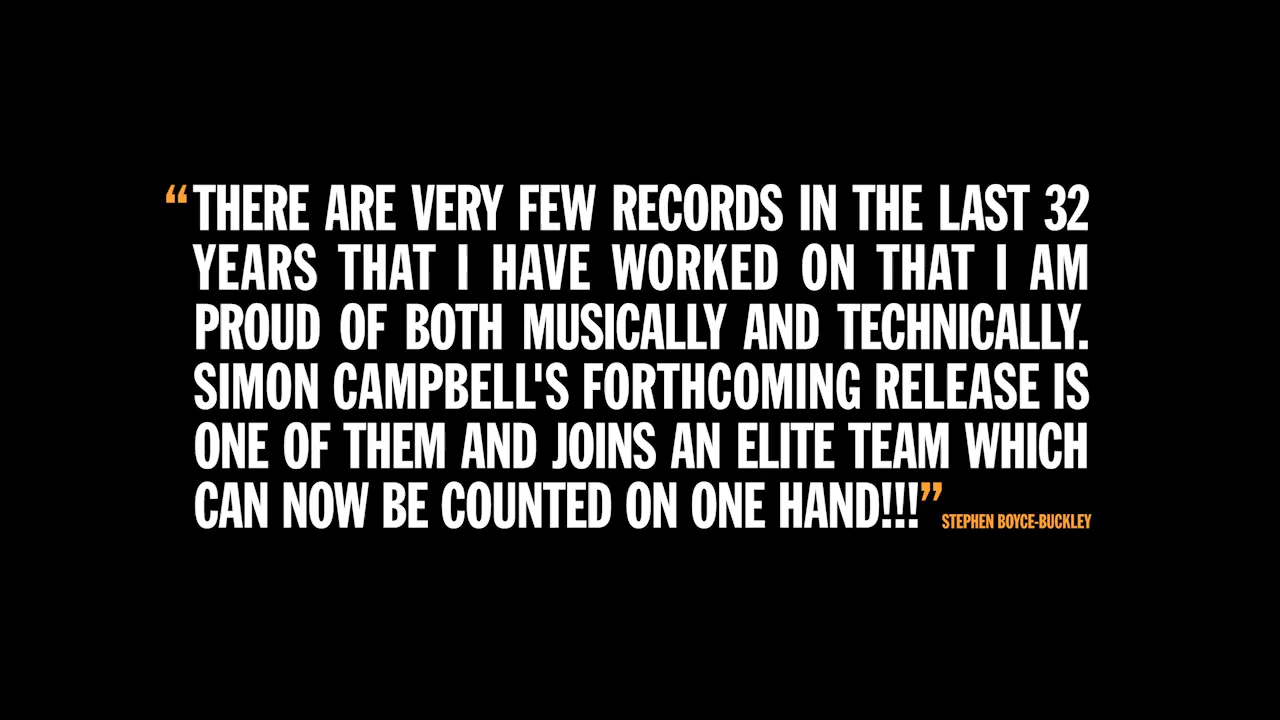 “THERE ARE VERY FEW RECORDS IN THE LAST 32
YEARS THAT I HAVE WORKED ON THAT I AM
PROUD OF BOTH MUSICALLY AND TECHNICALLY.
SIMON CAMPBELL'S FORTHCOMING RELEASE IS
ONE OF THEM AND JOINS AN ELITE TEAM WHICH
CAN NOW BE COUNTED ON ONE HAND!!!”
STEPHEN BOYCE-BUCKLEY